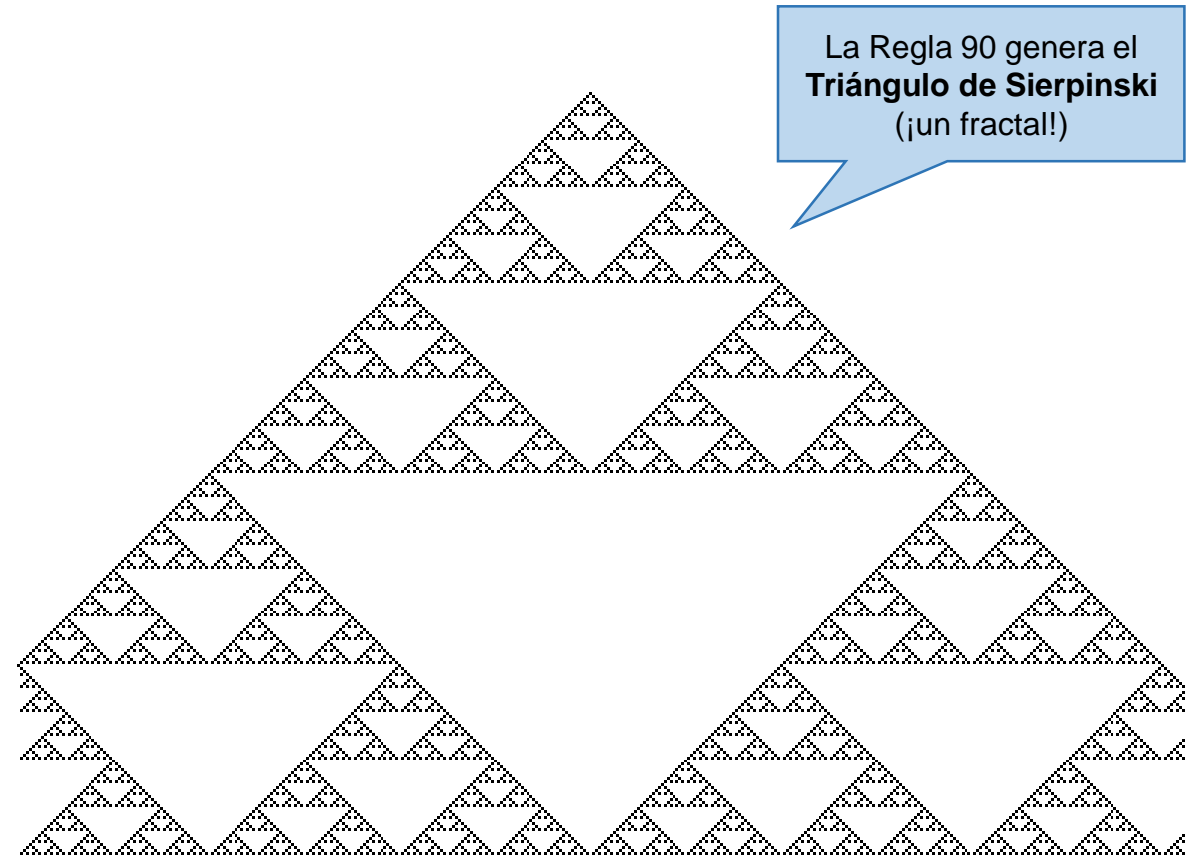 La Regla 90 genera el
Triángulo de Sierpinski
(¡un fractal!)